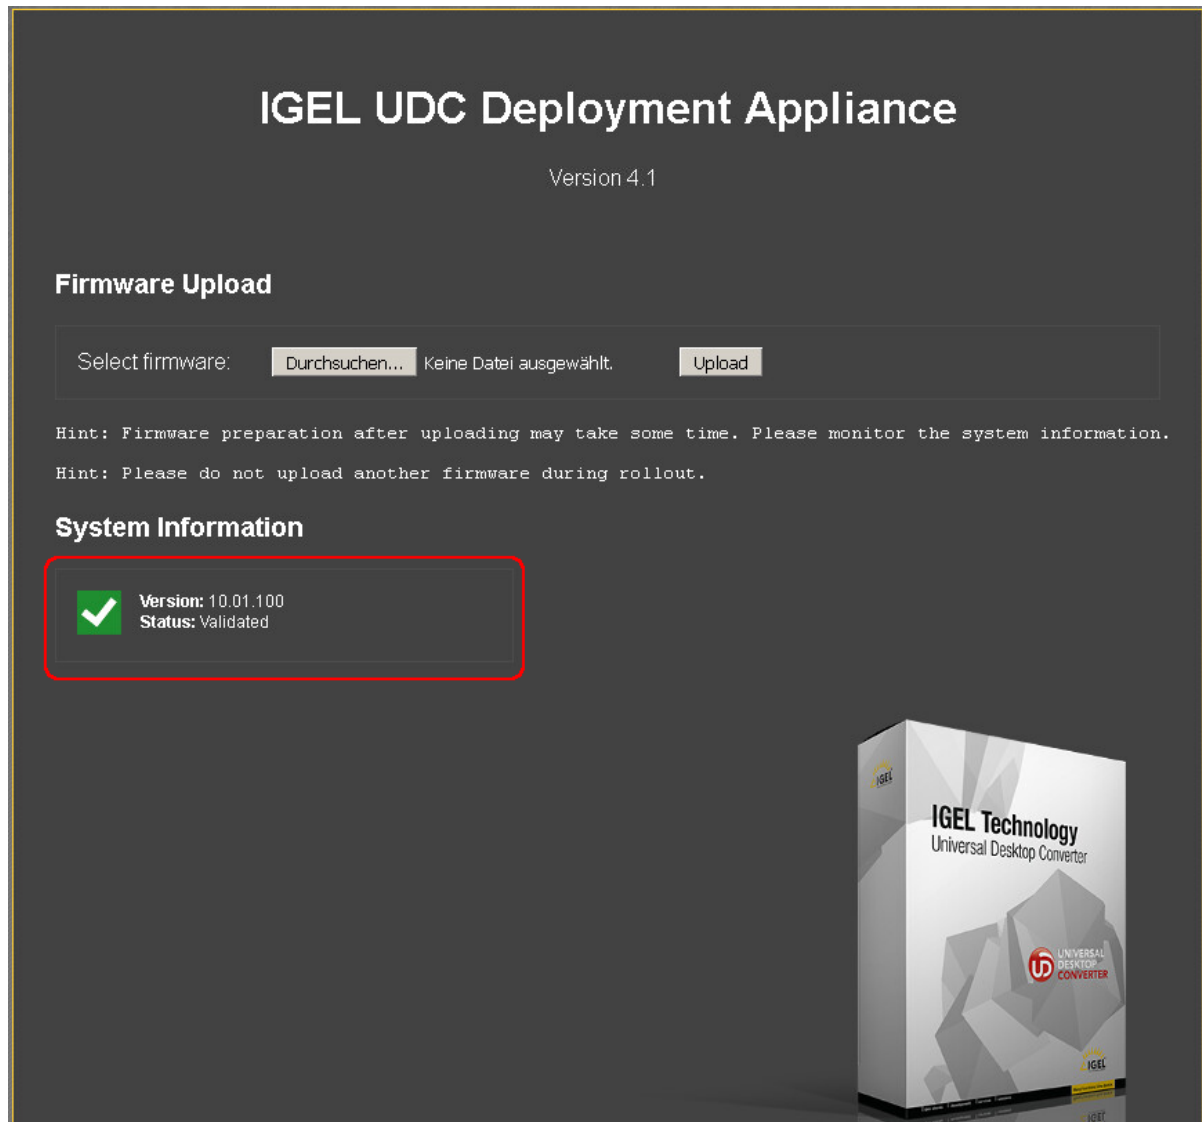 IGEL UDC Deployment Appliance
Version 4.1
Firmware Upload
Select firmware: Durchsuchen... Keine Datei ausgewählt. Upload
Hint: Firmware preparation after uploading may take some time. Please monitor the system information.
Hint: Please do not upload another firmware during rollout.
System Information
Version: 10.01.100
Status: Validated
IGEL
IGEL Technology
Universal Desktop Converter
UD UNIVERSAL
DESKTOP
CONVERTER
IGEL